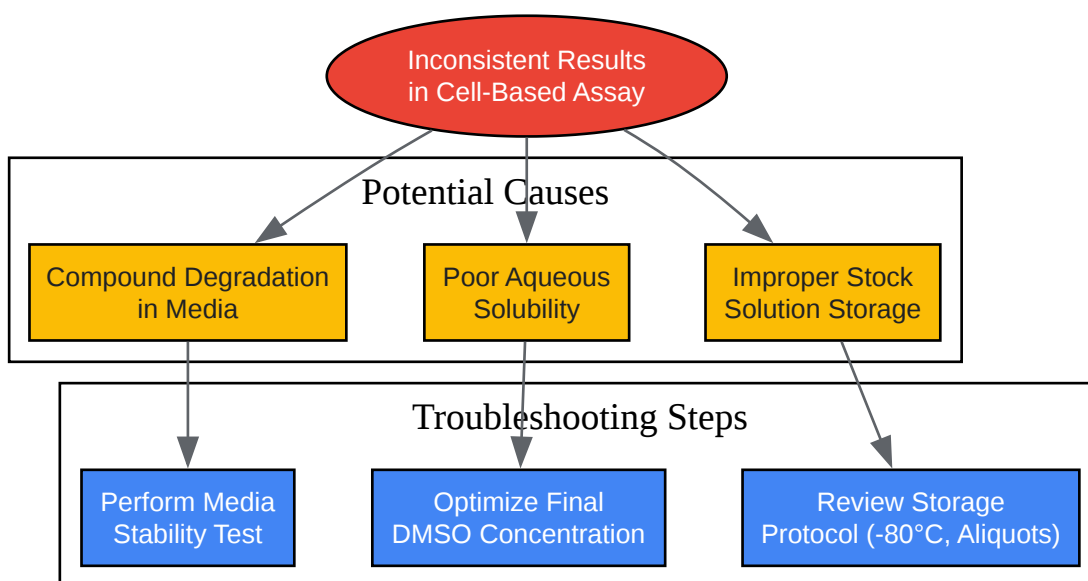 Inconsistent Results
in Cell-Based Assay
Potential Causes
Compound Degradation
in Media
Poor Aqueous
Solubility
Improper Stock
Solution Storage
Troubleshooting Steps
Perform Media
Stability Test
Optimize Final
DMSO Concentration
Review Storage
Protocol (-80°C, Aliquots)